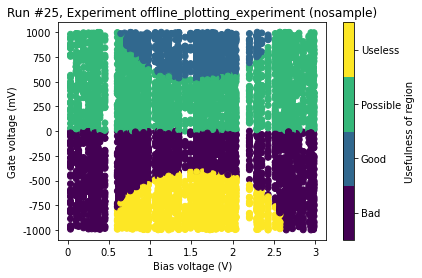 Run #25, Experiment offline_plotting_experiment (nosample)
1000
750
500
250
0
-250
-500
-750
-1000
Gate voltage (mV)
0
0.5
1
1.5
2
2.5
3
Bias voltage (V)
Useless
Possible
Good
Bad
Usefulness of region